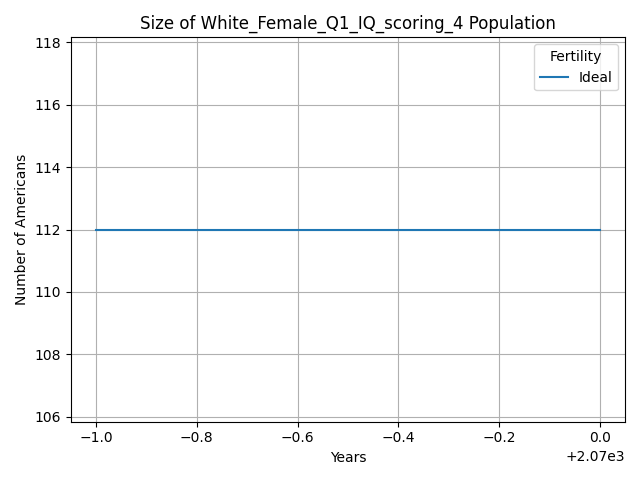 Size of White_Female_Q1_IQ_scoring_4 Population
Fertility
Ideal
Number of Americans
118
116
114
112
110
108
106
−1.0
−0.8
−0.6
−0.4
−0.2
0.0
+2.07e3
Years